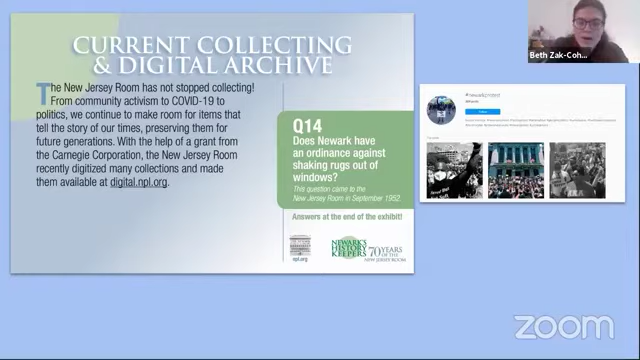 CURRENT COLLECTING
& DIGITAL ARCHIVE
The New Jersey Room has not stopped collecting!
From community activism to COVID-19 to
politics, we continue to make room for items that
tell the story of our times, preserving them for
future generations. With the help of a grant from
the Carnegie Corporation, the New Jersey Room
recently digitized many collections and made
them available at digital.npl.org.
Q14
Does Newark have
an ordinance against
shaking rugs out of
windows?
This question came to the
New Jersey Room in September 1952.
Answers at the end of the exhibit!
npl.org
NEWARK'S
HISTORY
KEEPERS
70 YEARS
OF THE
NEW JERSEY ROOM
#newarkprotest
Beth Zak-Coh...
zoom